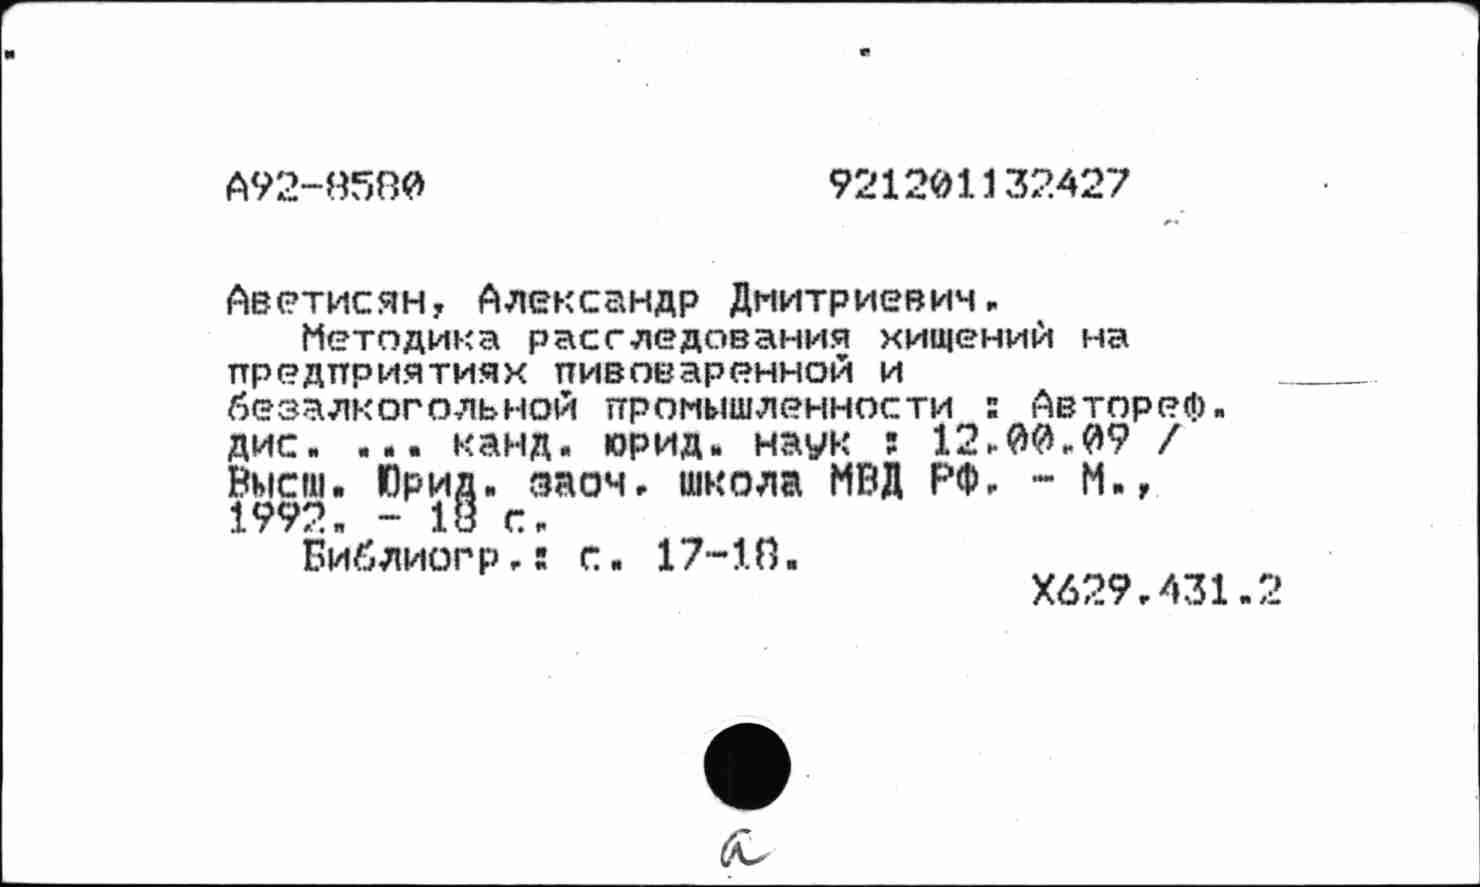 А92-8580 921201132427
Аветисян, Александр Дмитриевич.
Методика расследования хищений на
предприятиях пивоваренной и
безалкогольной промышленности : Автореф.
дис. ... канд. юрид. наук : 12.00.09 /
Высш. Юрид. заоч. школа МВД РФ. - М.,
1992. - 18 с.
Библиогр.: с. 17-18.
Х629.431.2
а